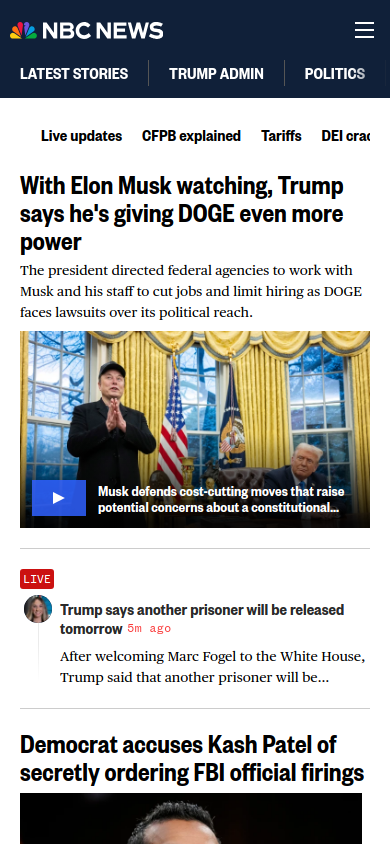 NBC NEWS
LATEST STORIES TRUMP ADMIN POLITICS
Live updates CFPB explained Tariffs DEI crac
With Elon Musk watching, Trump
says he's giving DOGE even more
power
The president directed federal agencies to work with
Musk and his staff to cut jobs and limit hiring as DOGE
faces lawsuits over its political reach.
Musk defends cost-cutting moves that raise
potential concerns about a constitutional...
LIVE
Trump says another prisoner will be released
tomorrow 5m ago
After welcoming Marc Fogel to the White House,
Trump said that another prisoner will be...
Democrat accuses Kash Patel of
secretly ordering FBI official firings